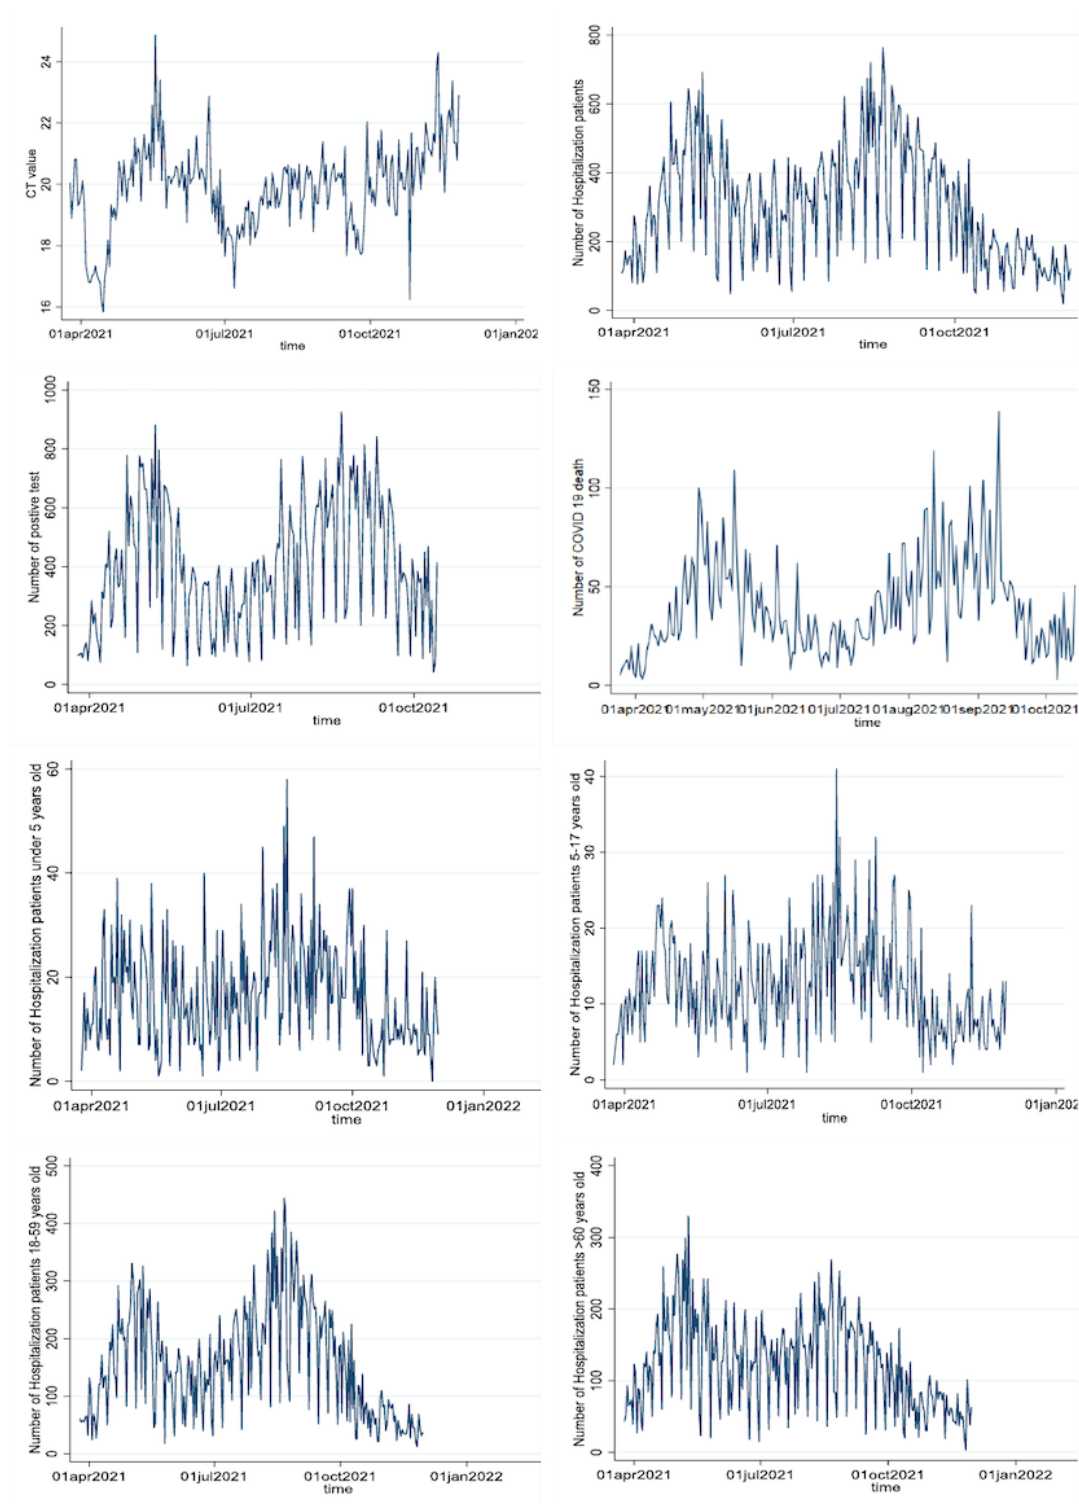 CT value
24
22
20
18
16
01apr2021 01jul2021 01oct2021 01jan202
time
Number of Hospitalization patients
800
600
400
200
0
01apr2021 01jul2021 01oct2021
time
Number of postive test
1000
800
600
400
200
0
01apr2021 01jul2021 01oct2021
time
Number of COVID 19 death
150
100
50
0
01apr2021 01may2021 01jun2021 01jul2021 01aug2021 01sep2021 01oct2021
time
Number of Hospitalization patients under 5 years old
60
40
20
0
01apr2021 01jul2021 01oct2021 01jan2022
time
Number of Hospitalization patients 5-17 years old
40
30
20
10
0
01apr2021 01jul2021 01oct2021 01jan202
time
Number of Hospitalization patients 18-59 years old
500
400
300
200
100
0
01apr2021 01jul2021 01oct2021 01jan2022
time
Number of Hospitalization patients >60 years old
400
300
200
100
0
01apr2021 01jul2021 01oct2021 01jan2022
time